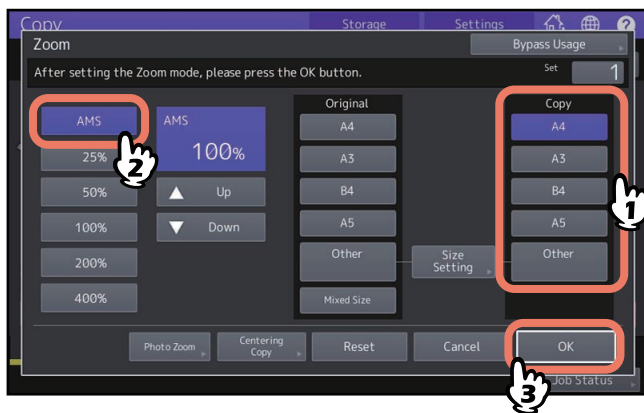 Copy Storage Settings ?
Zoom Bypass Usage
After setting the Zoom mode, please press the OK button. Set 1
Original Copy
AMS AMS A4 A4
25% 100% A3 A3
2
50% Up B4 B4
1
100% Down A5 A5
200% Other Size Setting Other
400% Mixed Size
Photo Zoom Centering Copy Reset Cancel OK
3
Job Status